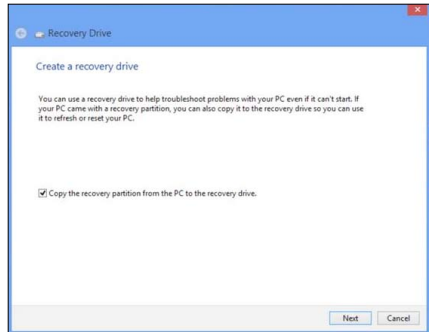 Recovery Drive
Create a recovery drive
You can use a recovery drive to help troubleshoot problems with your PC even if it can't start. If
your PC came with a recovery partition, you can also copy it to the recovery drive so you can use
it to refresh or reset your PC.
Copy the recovery partition from the PC to the recovery drive.
Next Cancel